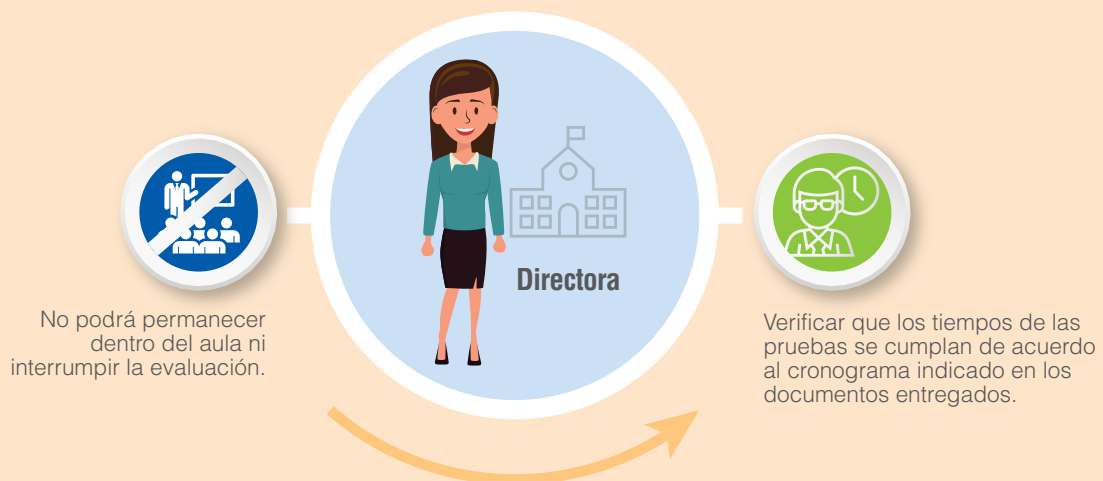 Directora
No podrá permanecer
dentro del aula ni
interrumpir la evaluación.
Verificar que los tiempos de las
pruebas se cumplan de acuerdo
al cronograma indicado en los
documentos entregados.